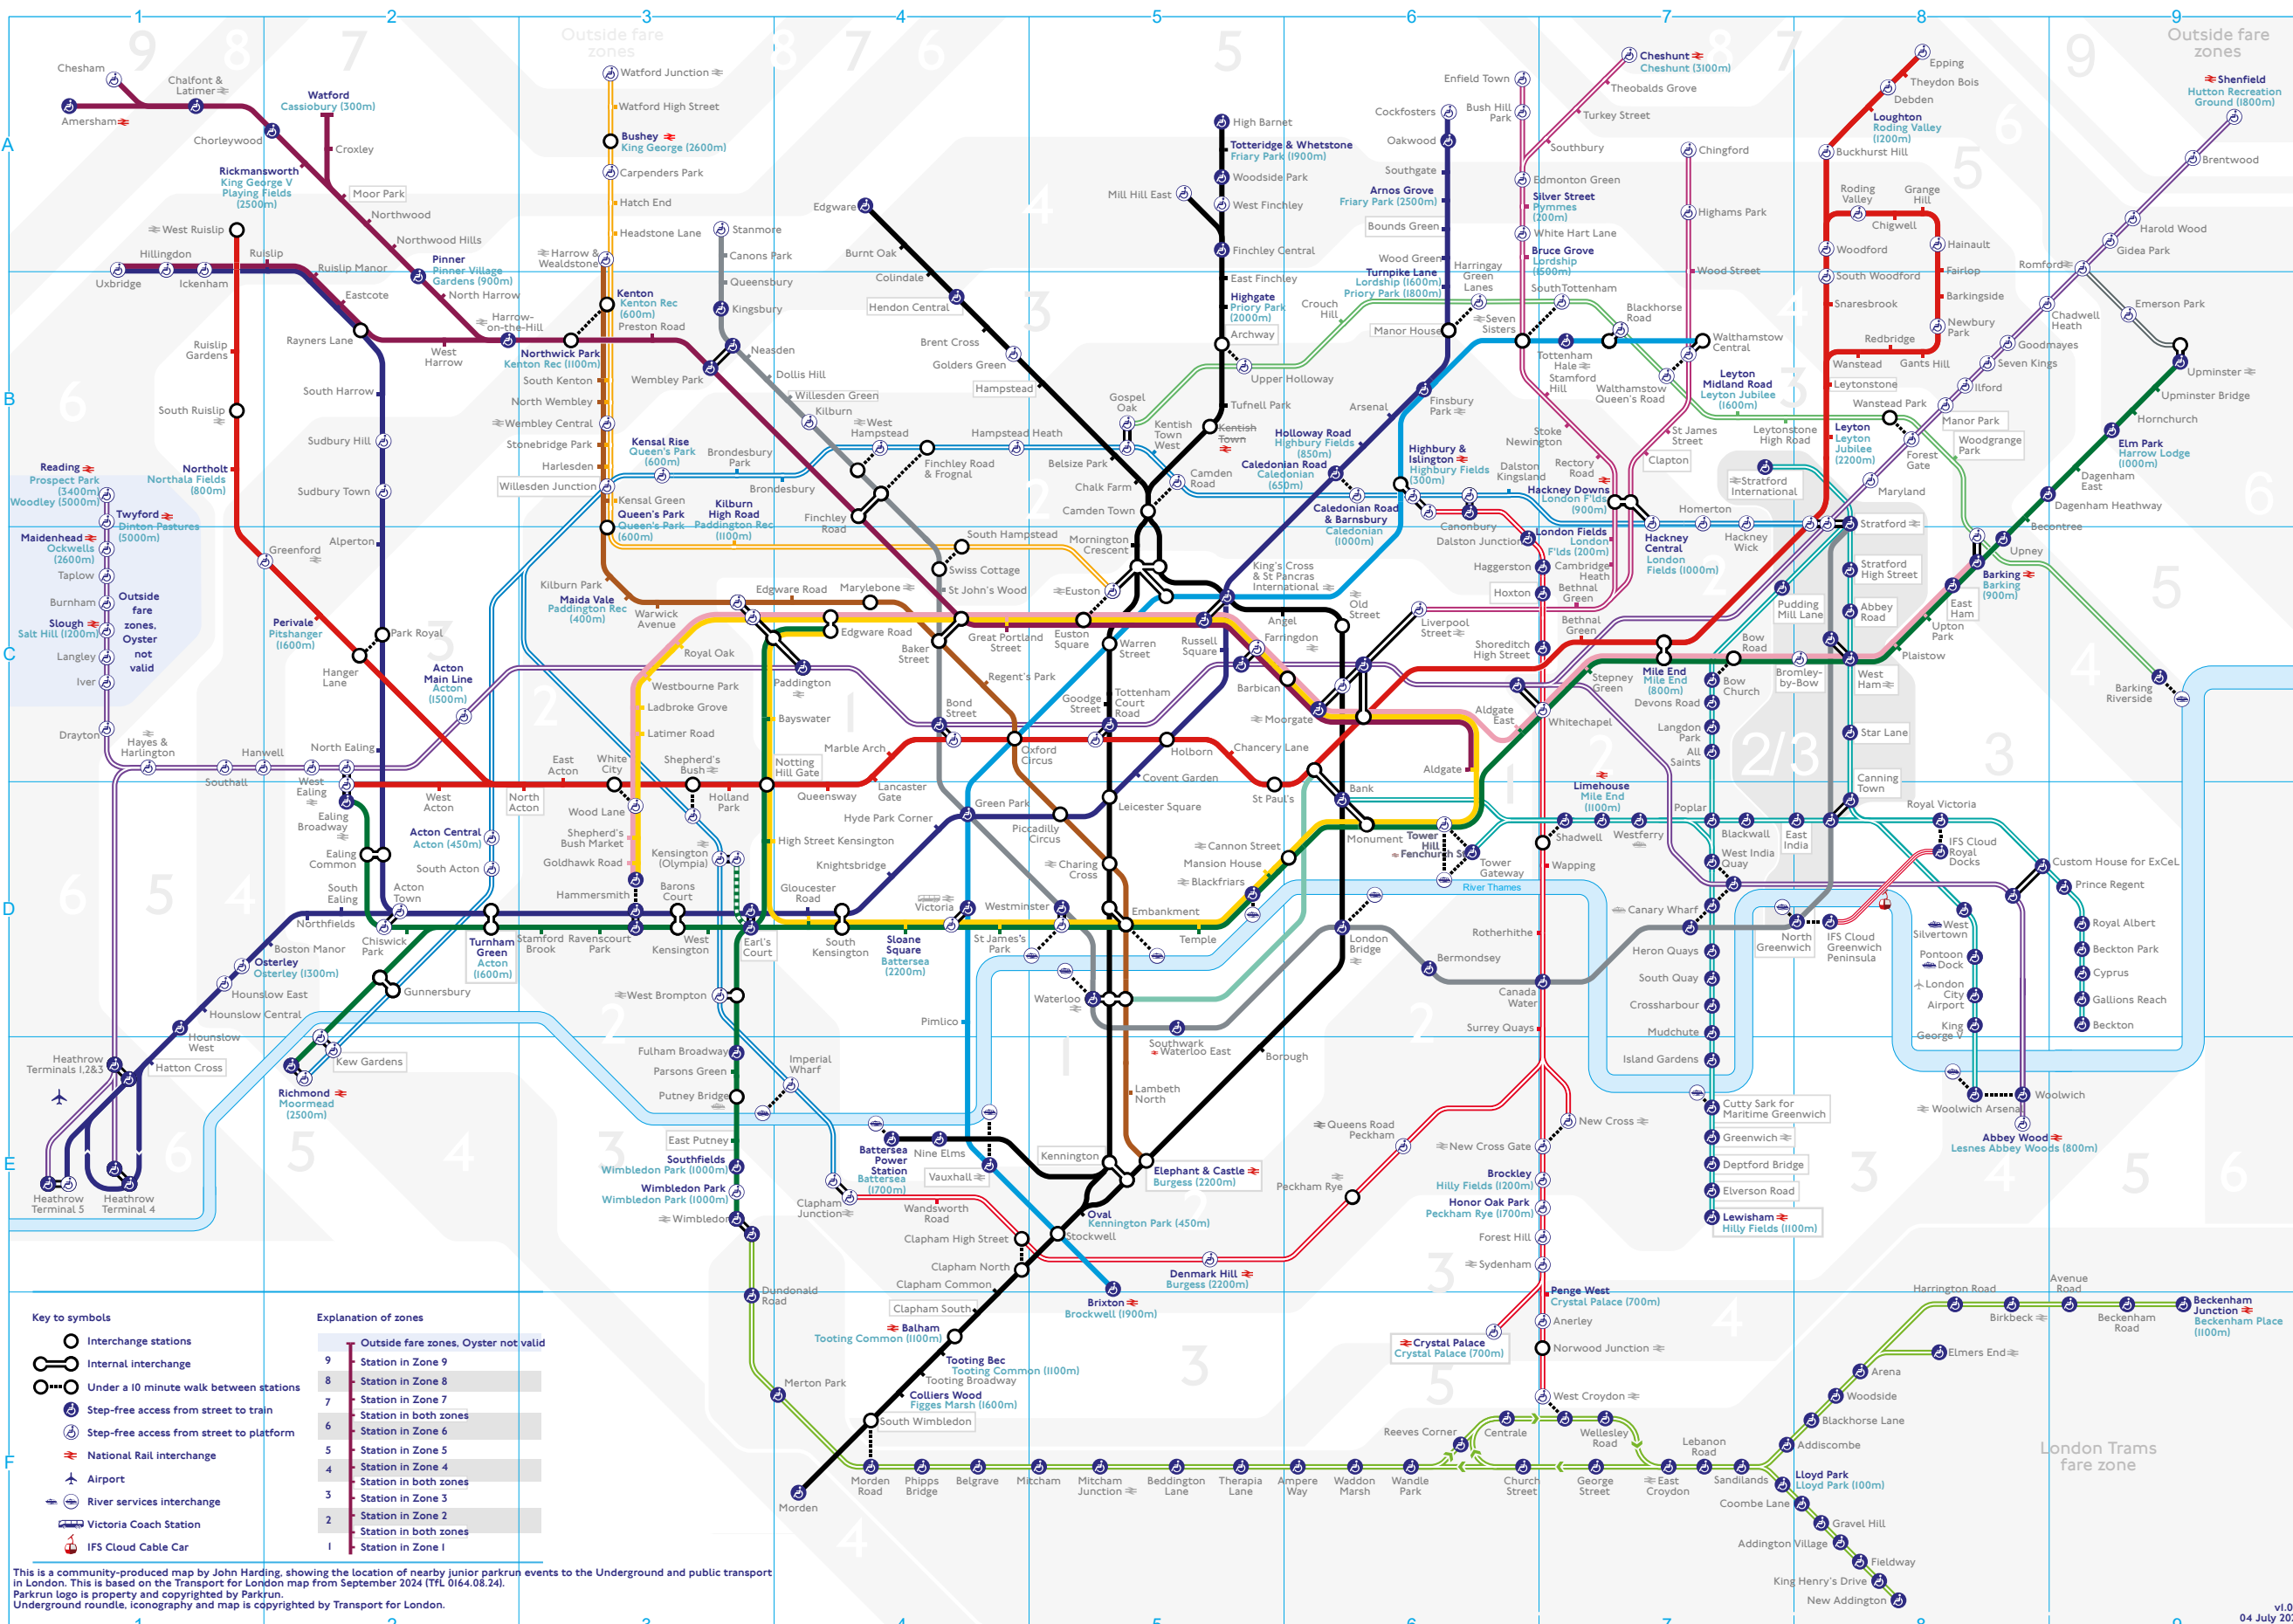 1 2 3 4 5 6 7 8 9
A
B
C
D
E
F
Outside fare
zones
Outside fare
zones
Chesham
Chalfont &
Latimer
Amersham
Chorleywood
Watford
Cassiobury (300m)
Croxley
Rickmansworth
King George V
Playing Fields
(2500m)
Moor Park
Northwood
Northwood Hills
West Ruislip
Hillingdon
Ruislip
Uxbridge
Ickenham
Ruislip Manor
Eastcote
Pinner
Pinner Village
Gardens (900m)
North Harrow
Harrow-
on-the-Hill
Rayners Lane
West
Harrow
Northwick Park
Kenton Rec (1100m)
Ruislip
Gardens
South Harrow
South Ruislip
Sudbury Hill
Northolt
Northala Fields
(800m)
Sudbury Town
Greenford
Alperton
Perivale
Pitshanger
(1600m)
Park Royal
Hanger
Lane
Watford Junction
Watford High Street
Bushey
King George (2600m)
Carpenders Park
Hatch End
Headstone Lane
Harrow &
Wealdstone
Kenton
Kenton Rec
(600m)
Preston Road
South Kenton
North Wembley
Wembley Central
Stonebridge Park
Harlesden
Willesden Junction
Kensal Green
Queen's Park
Queen's Park
(600m)
Kensal Rise
Queen's Park
(600m)
Kilburn
High Road
Paddington Rec
(1100m)
Brondesbury
Park
Brondesbury
Stanmore
Canons Park
Queensbury
Kingsbury
Neasden
Wembley Park
Dollis Hill
Willesden Green
Kilburn
West
Hampstead
Finchley Road
& Frognal
Hampstead Heath
Finchley
Road
South Hampstead
Swiss Cottage
St John's Wood
Edgware
Burnt Oak
Colindale
Hendon Central
Brent Cross
Golders Green
Hampstead
Belsize Park
Chalk Farm
Camden Town
Mornington
Crescent
Mill Hill East
High Barnet
Totteridge & Whetstone
Friary Park (1900m)
Woodside Park
West Finchley
Finchley Central
East Finchley
Highgate
Priory Park
(2000m)
Archway
Upper Holloway
Crouch
Hill
Tufnell Park
Gospel
Oak
Kentish
Town
West
Kentish
Town
Camden
Road
Cockfosters
Oakwood
Southgate
Arnos Grove
Friary Park (2500m)
Bounds Green
Wood Green
Turnpike Lane
Lordship (1600m)
Priory Park (1800m)
Harringay
Green
Lanes
Manor House
Seven
Sisters
Finsbury
Park
Arsenal
Holloway Road
Highbury Fields
(850m)
Caledonian Road
Caledonian
(650m)
Caledonian Road
& Barnsbury
Caledonian
(1000m)
Highbury &
Islington
Highbury Fields
(300m)
Canonbury
Dalston
Kingsland
Dalston Junction
Enfield Town
Bush Hill
Park
Edmonton Green
Silver Street
Pymmes
(200m)
White Hart Lane
Bruce Grove
Lordship
(1500m)
South Tottenham
Tottenham
Hale
Stamford
Hill
Stoke
Newington
Rectory
Road
Hackney Downs
London F'lds
(900m)
Cheshunt
Cheshunt (3100m)
Theobalds Grove
Turkey Street
Southbury
Chingford
Highams Park
Wood Street
Blackhorse
Road
Walthamstow
Central
Walthamstow
Queen's Road
St James
Street
Clapton
Leyton
Midland Road
Leyton Jubilee
(1600m)
Leytonstone
High Road
Wanstead Park
Epping
Theydon Bois
Debden
Loughton
Roding Valley
(1200m)
Buckhurst Hill
Roding
Valley
Grange
Hill
Chigwell
Woodford
Hainault
South Woodford
Fairlop
Snaresbrook
Barkingside
Newbury
Park
Redbridge
Wanstead
Gants Hill
Leytonstone
Leyton
Leyton
Jubilee
(2200m)
Shenfield
Hutton Recreation
Ground (1800m)
Brentwood
Harold Wood
Gidea Park
Romford
Emerson Park
Chadwell
Heath
Goodmayes
Seven Kings
Ilford
Manor Park
Woodgrange
Park
Forest
Gate
Maryland
Stratford
Stratford
International
Upminster
Upminster Bridge
Hornchurch
Elm Park
Harrow Lodge
(1000m)
Dagenham
East
Dagenham Heathway
Becontree
Upney
Barking
Barking
(900m)
East
Ham
Upton
Park
Plaistow
Barking
Riverside
Homerton
Hackney
Wick
Hackney
Central
London
Fields (1000m)
London Fields
London
F'lds (200m)
Cambridge
Heath
Bethnal
Green
Haggerston
Hoxton
Shoreditch
High Street
Bethnal
Green
Stratford
High Street
Abbey
Road
Pudding
Mill Lane
Bow
Road
Bow
Church
Bromley-
by-Bow
West
Ham
Mile End
Mile End
(800m)
Stepney
Green
Devons Road
Langdon
Park
All
Saints
Star Lane
Canning
Town
Reading
Prospect Park
(3400m)
Woodley (5000m)
Twyford
Dinton Pastures
(5000m)
Maidenhead
Ockwells
(2600m)
Taplow
Burnham
Slough
Salt Hill (1200m)
Langley
Iver
Outside
fare
zones,
Oyster
not
valid
Drayton
Hayes &
Harlington
Southall
Hanwell
North Ealing
West
Ealing
Ealing
Broadway
Acton
Main Line
Acton
(1500m)
West
Acton
East
Acton
North
Acton
White
City
Shepherd's
Bush
Holland
Park
Notting
Hill Gate
Queensway
Lancaster
Gate
Marble Arch
Bond
Street
Oxford
Circus
Tottenham
Court
Road
Goodge
Street
Holborn
Chancery Lane
St Paul's
Bank
Kilburn Park
Maida Vale
Paddington Rec
(400m)
Warwick
Avenue
Edgware Road
Marylebone
Edgware Road
Royal Oak
Westbourne Park
Ladbroke Grove
Latimer Road
Paddington
Bayswater
Baker
Street
Regent's Park
Great Portland
Street
Euston
Euston
Square
Warren
Street
King's Cross
& St Pancras
International
Russell
Square
Farringdon
Barbican
Moorgate
Angel
Old
Street
Liverpool
Street
Aldgate
East
Aldgate
Whitechapel
Wood Lane
Shepherd's
Bush Market
Goldhawk Road
Hammersmith
Kensington
(Olympia)
High Street Kensington
Barons
Court
Gloucester
Road
Knightsbridge
Hyde Park Corner
Green Park
Piccadilly
Circus
Leicester Square
Covent Garden
Charing
Cross
Victoria
Westminster
Embankment
Temple
Blackfriars
Mansion House
Cannon Street
Monument
Tower
Hill
Fenchurch St
Tower
Gateway
River Thames
Acton Central
Acton (450m)
South Acton
Ealing
Common
South
Ealing
Acton
Town
Northfields
Boston Manor
Osterley
Osterley (1300m)
Hounslow East
Hounslow Central
Hounslow
West
Hatton Cross
Heathrow
Terminals 1,2&3
Heathrow
Terminal 5
Heathrow
Terminal 4
Chiswick
Park
Turnham
Green
Acton
(1600m)
Stamford
Brook
Ravenscourt
Park
West
Kensington
Earl's
Court
South
Kensington
Sloane
Square
Battersea
(2200m)
St James's
Park
Gunnersbury
Kew Gardens
Richmond
Moormead
(2500m)
West Brompton
Fulham Broadway
Parsons Green
Putney Bridge
East Putney
Southfields
Wimbledon Park (1000m)
Wimbledon Park
Wimbledon Park (1000m)
Wimbledon
Imperial
Wharf
Clapham
Junction
Pimlico
Waterloo
Southwark
Waterloo East
London
Bridge
Borough
Bermondsey
Lambeth
North
Kennington
Elephant & Castle
Burgess (2200m)
Battersea
Power
Station
Battersea
(1700m)
Nine Elms
Vauxhall
Oval
Kennington Park (450m)
Stockwell
Wandsworth
Road
Clapham High Street
Clapham North
Clapham Common
Clapham South
Balham
Tooting Common (1100m)
Tooting Bec
Tooting Common (1100m)
Tooting Broadway
Colliers Wood
Figges Marsh (1600m)
South Wimbledon
Morden
Brixton
Brockwell (1900m)
Denmark Hill
Burgess (2200m)
Peckham Rye
Queens Road
Peckham
Limehouse
Mile End
(1100m)
Shadwell
Westferry
Poplar
Blackwall
East
India
West India
Quay
Canary Wharf
Heron Quays
South Quay
Crossharbour
Mudchute
Island Gardens
Cutty Sark for
Maritime Greenwich
Greenwich
Deptford Bridge
Elverson Road
Lewisham
Hilly Fields (1100m)
Wapping
Rotherhithe
Canada
Water
Surrey Quays
New Cross
New Cross Gate
Brockley
Hilly Fields (1200m)
Honor Oak Park
Peckham Rye (1700m)
Forest Hill
Sydenham
Penge West
Crystal Palace (700m)
Crystal Palace
Crystal Palace (700m)
Anerley
Norwood Junction
West Croydon
North
Greenwich
IFS Cloud
Greenwich
Peninsula
Royal Victoria
IFS Cloud
Royal
Docks
Custom House for ExCeL
Prince Regent
Royal Albert
Beckton Park
Cyprus
Gallions Reach
Beckton
West
Silvertown
Pontoon
Dock
London
City
Airport
King
George V
Woolwich Arsenal
Woolwich
Abbey Wood
Lesnes Abbey Woods (800m)
Dundonald
Road
Merton Park
Morden
Road
Phipps
Bridge
Belgrave
Mitcham
Mitcham
Junction
Beddington
Lane
Therapia
Lane
Ampere
Way
Waddon
Marsh
Wandle
Park
Reeves Corner
Centrale
Church
Street
Wellesley
Road
George
Street
East
Croydon
Lebanon
Road
Sandilands
Lloyd Park
Lloyd Park (100m)
Coombe Lane
Gravel Hill
Addington Village
Fieldway
King Henry's Drive
New Addington
Addiscombe
Blackhorse Lane
Woodside
Arena
Elmers End
Harrington Road
Birkbeck
Avenue
Road
Beckenham
Road
Beckenham
Junction
Beckenham Place
(1100m)
London Trams
fare zone
Key to symbols
Interchange stations
Internal interchange
Under a 10 minute walk between stations
Step-free access from street to train
Step-free access from street to platform
National Rail interchange
Airport
River services interchange
Victoria Coach Station
IFS Cloud Cable Car
Explanation of zones
Outside fare zones, Oyster not valid
9 Station in Zone 9
8 Station in Zone 8
7 Station in Zone 7
Station in both zones
6 Station in Zone 6
5 Station in Zone 5
4 Station in Zone 4
Station in both zones
3 Station in Zone 3
2 Station in Zone 2
Station in both zones
1 Station in Zone 1
This is a community-produced map by John Harding, showing the location of nearby junior parkrun events to the Underground and public transport
in London. This is based on the Transport for London map from September 2024 (TfL 0164.08.24).
Parkrun logo is property and copyrighted by Parkrun.
Underground roundle, iconography and map is copyrighted by Transport for London.